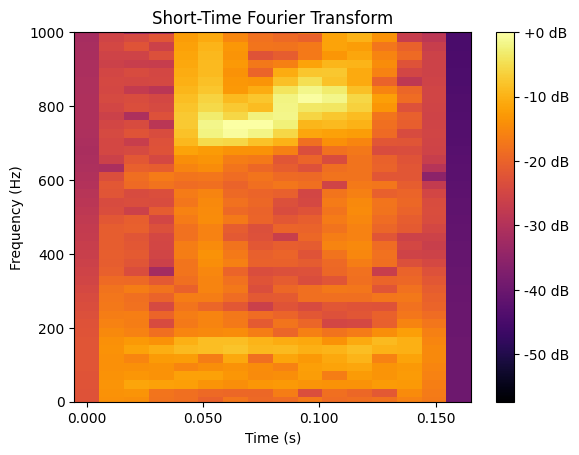 Short-Time Fourier Transform
1000
800
600
400
200
0
Frequency (Hz)
0.000
0.050
0.100
0.150
Time (s)
+0 dB
-10 dB
-20 dB
-30 dB
-40 dB
-50 dB